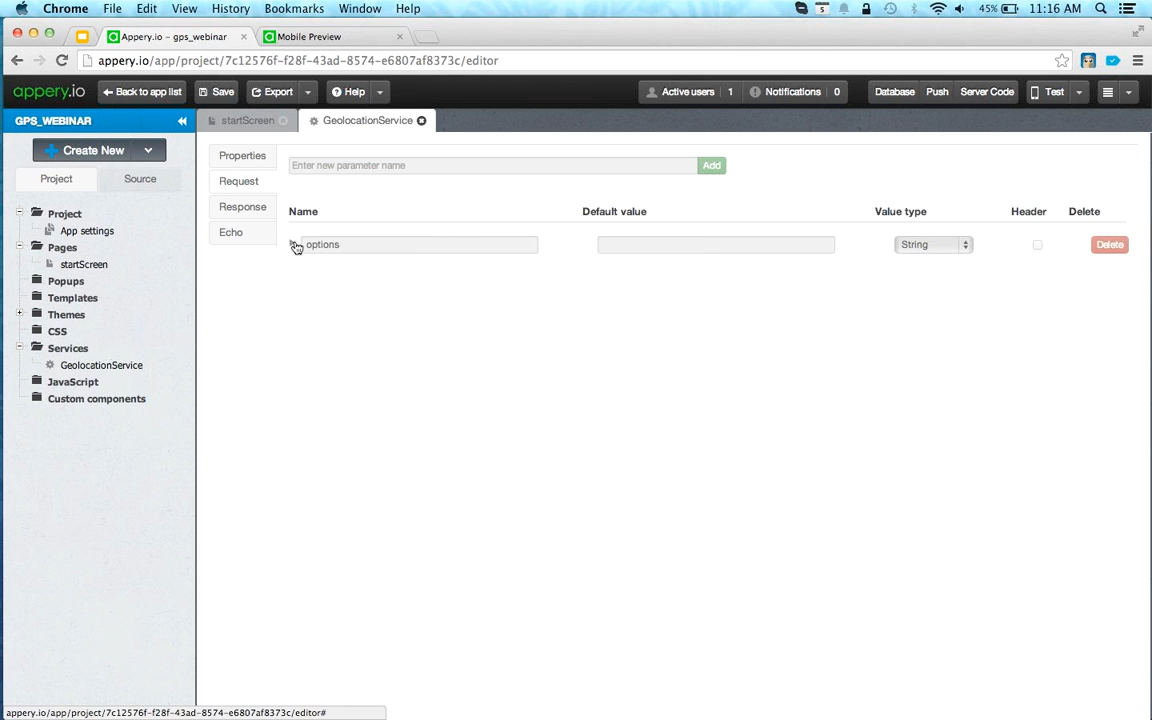 Chrome File Edit View History Bookmarks Window Help 5 45% 11:16 AM
Appery.io – gps_webinar Mobile Preview
appery.io/app/project/7c12576f-f28f-43ad-8574-e6807af8373c/editor
appery.io Back to app list Save Export Help Active users 1 Notifications 0 Database Push Server Code Test
GPS_WEBINAR startScreen GeolocationService
Create New
Project Source
Project
App settings
Pages
startScreen
Popups
Templates
Themes
CSS
Services
GeolocationService
JavaScript
Custom components
Properties
Request
Response
Echo
Enter new parameter name Add
Name Default value Value type Header Delete
options String Delete
appery.io/app/project/7c12576f-f28f-43ad-8574-e6807af8373c/editor#